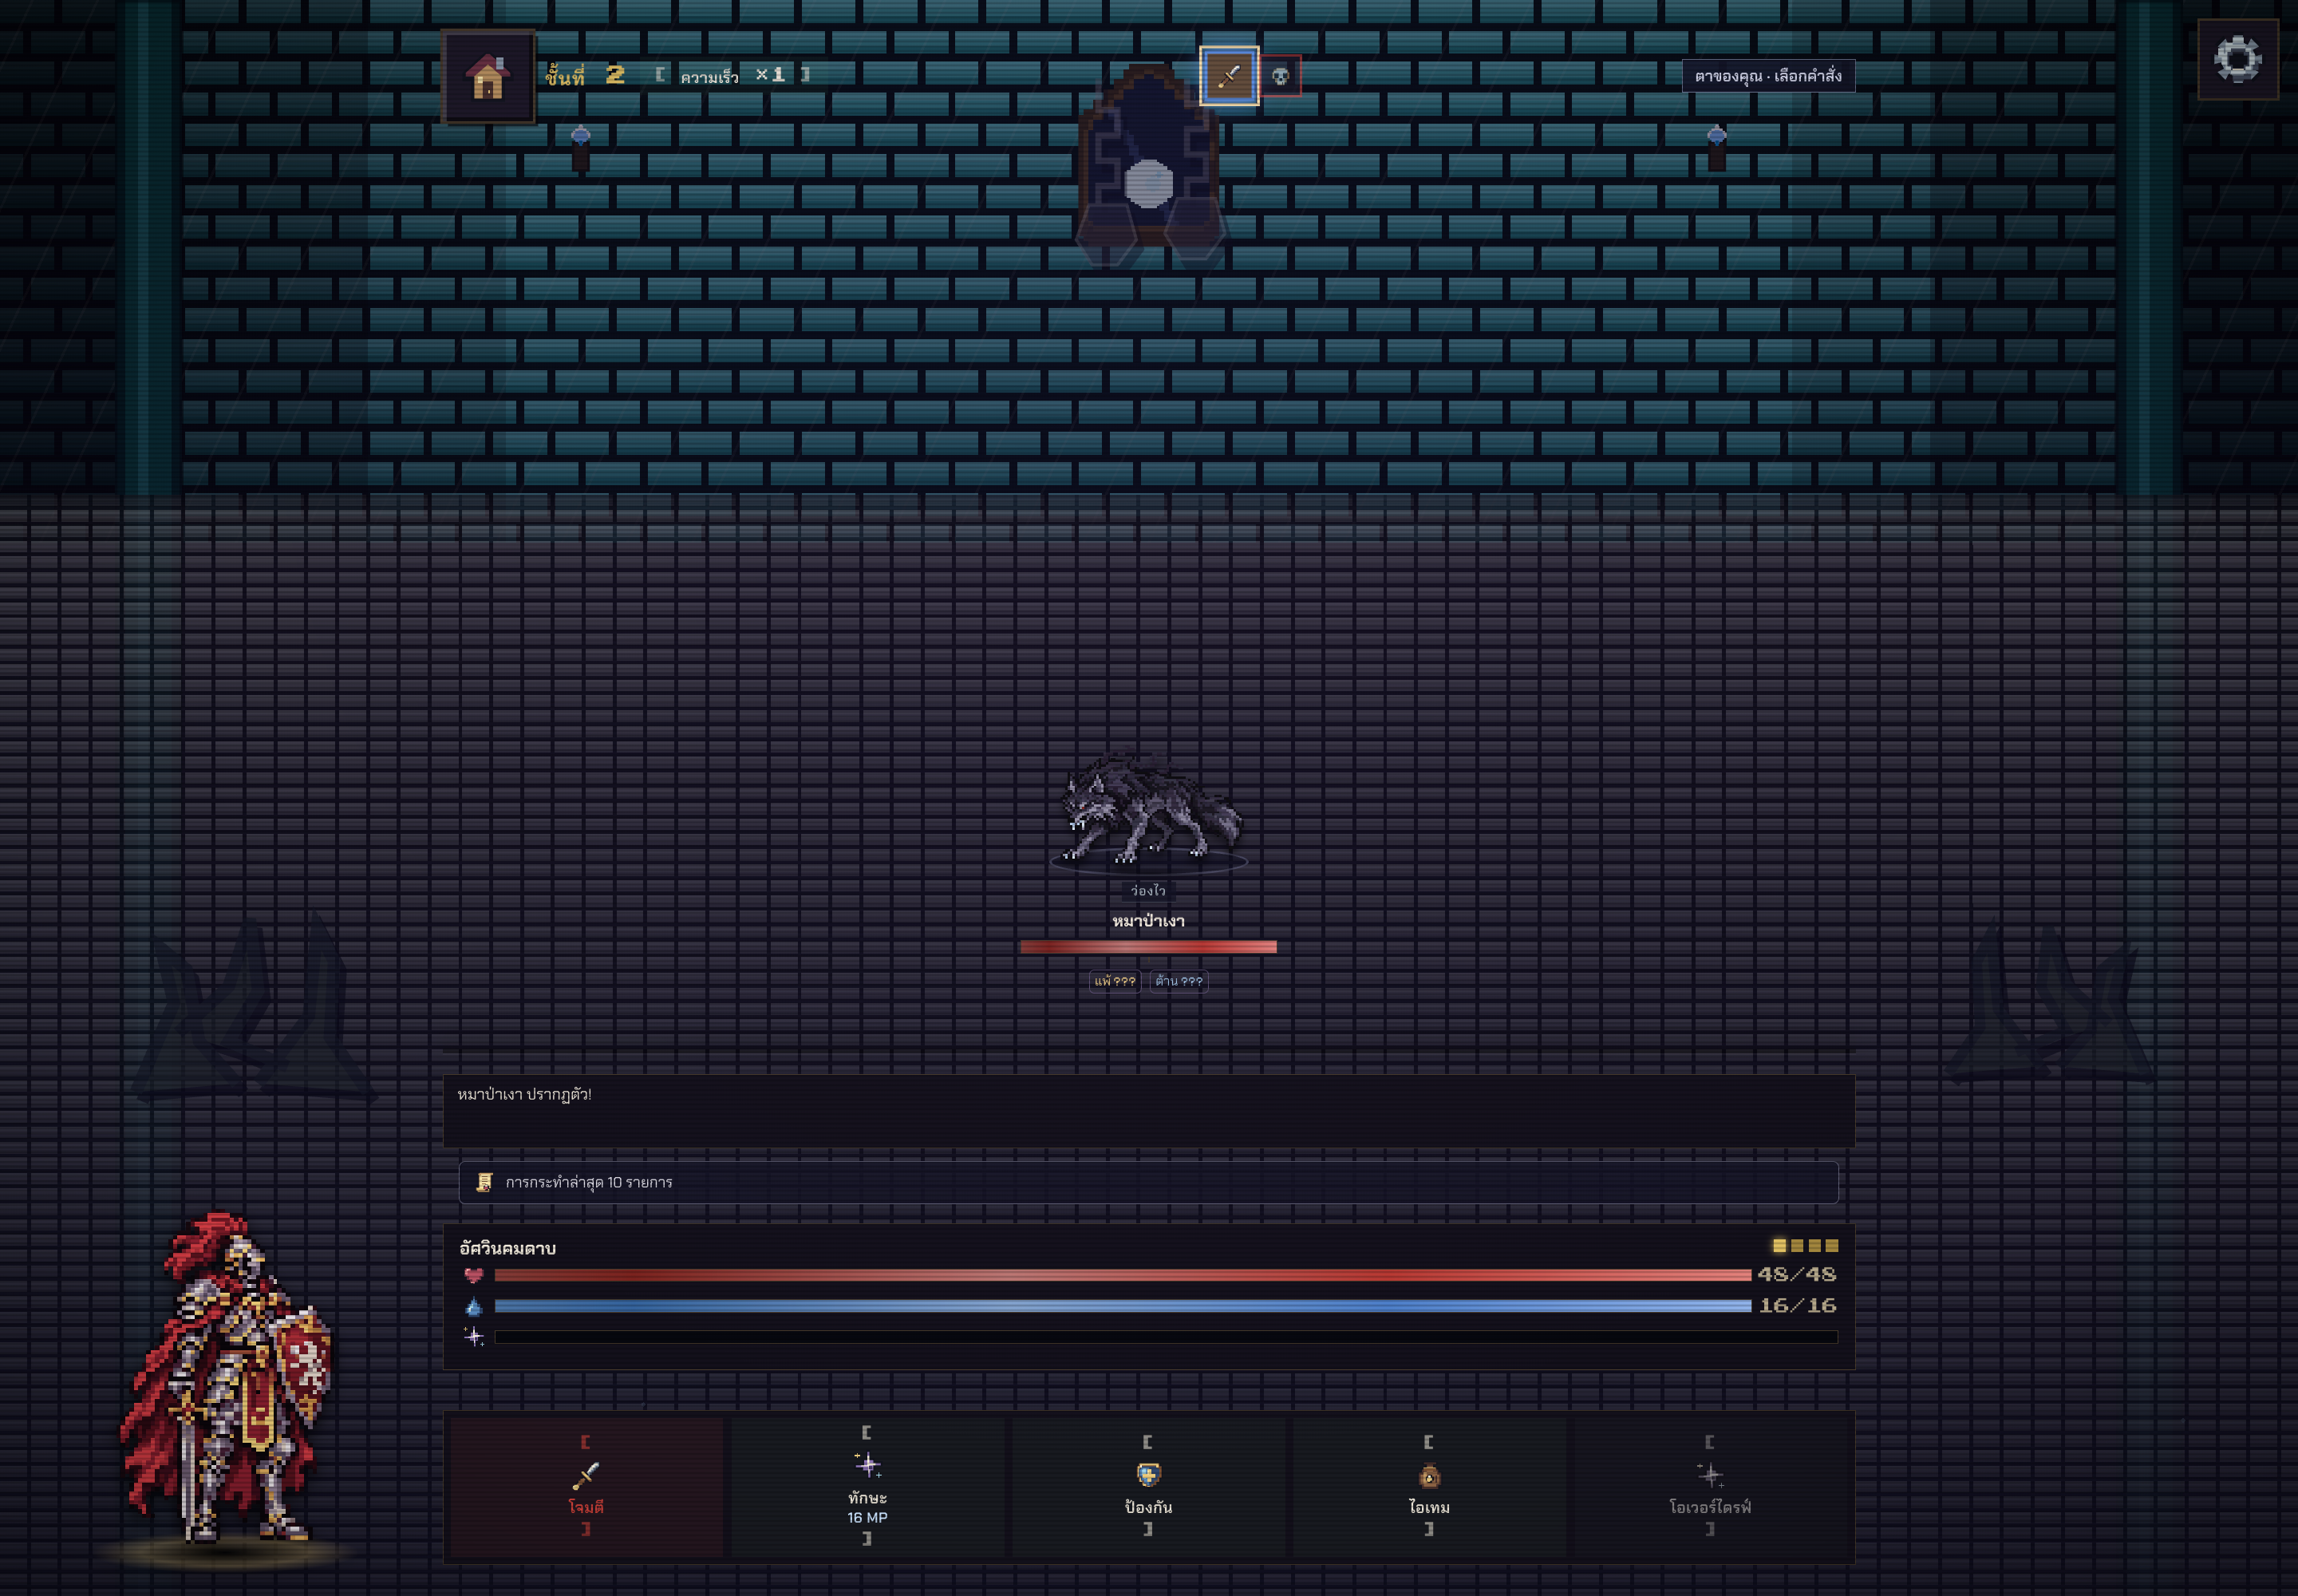 ชั้นที่ 2 [ ความเร็ว ×1 ]
ตาของคุณ · เลือกคำสั่ง
ว่องไว
หมาป่าเงา
แพ้ ??? ต้าน ???
หมาป่าเงา ปรากฏตัว!
การกระทำล่าสุด 10 รายการ
อัศวินคมดาบ
48/48
16/16
[ โจมตี ]
[ ทักษะ 16 MP ]
[ ป้องกัน ]
[ ไอเทม ]
[ โอเวอร์ไดรฟ์ ]